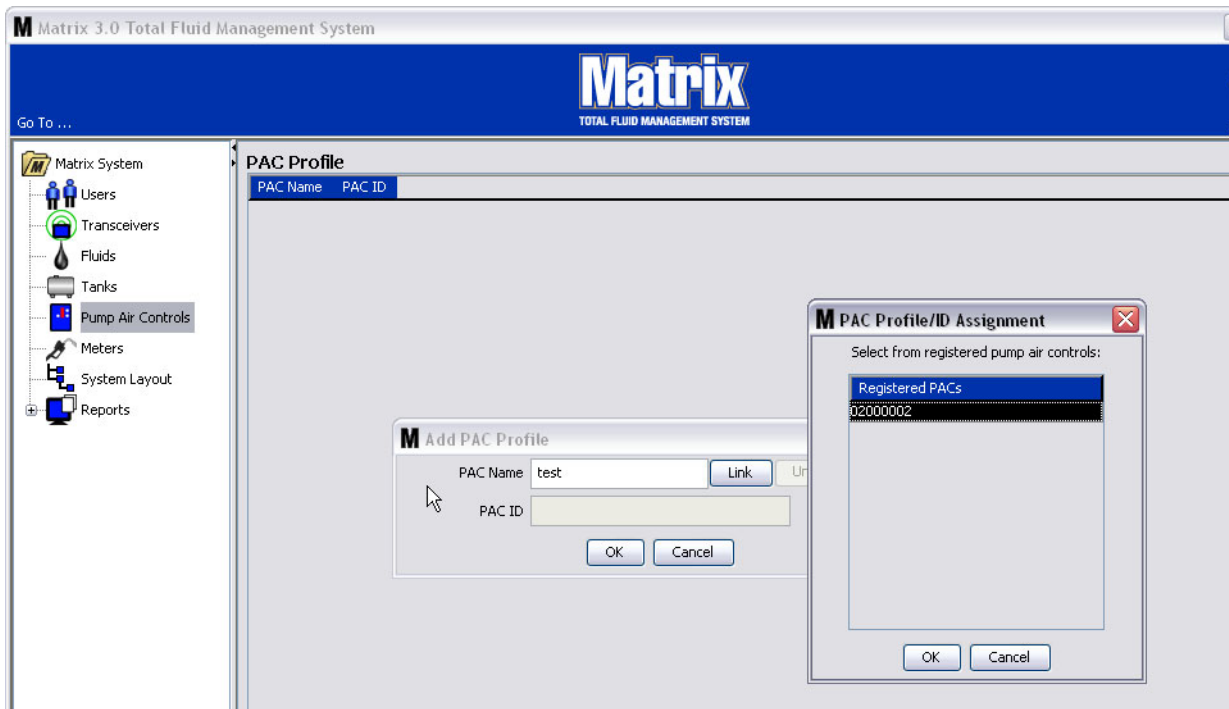 Matrix 3.0 Total Fluid Management System
Matrix
TOTAL FLUID MANAGEMENT SYSTEM
Go To ...
Matrix System
Users
Transceivers
Fluids
Tanks
Pump Air Controls
Meters
System Layout
Reports
PAC Profile
PAC Name PAC ID
Add PAC Profile
PAC Name test Link Un
PAC ID
OK Cancel
PAC Profile/ID Assignment
Select from registered pump air controls:
Registered PACs
02000002
OK Cancel